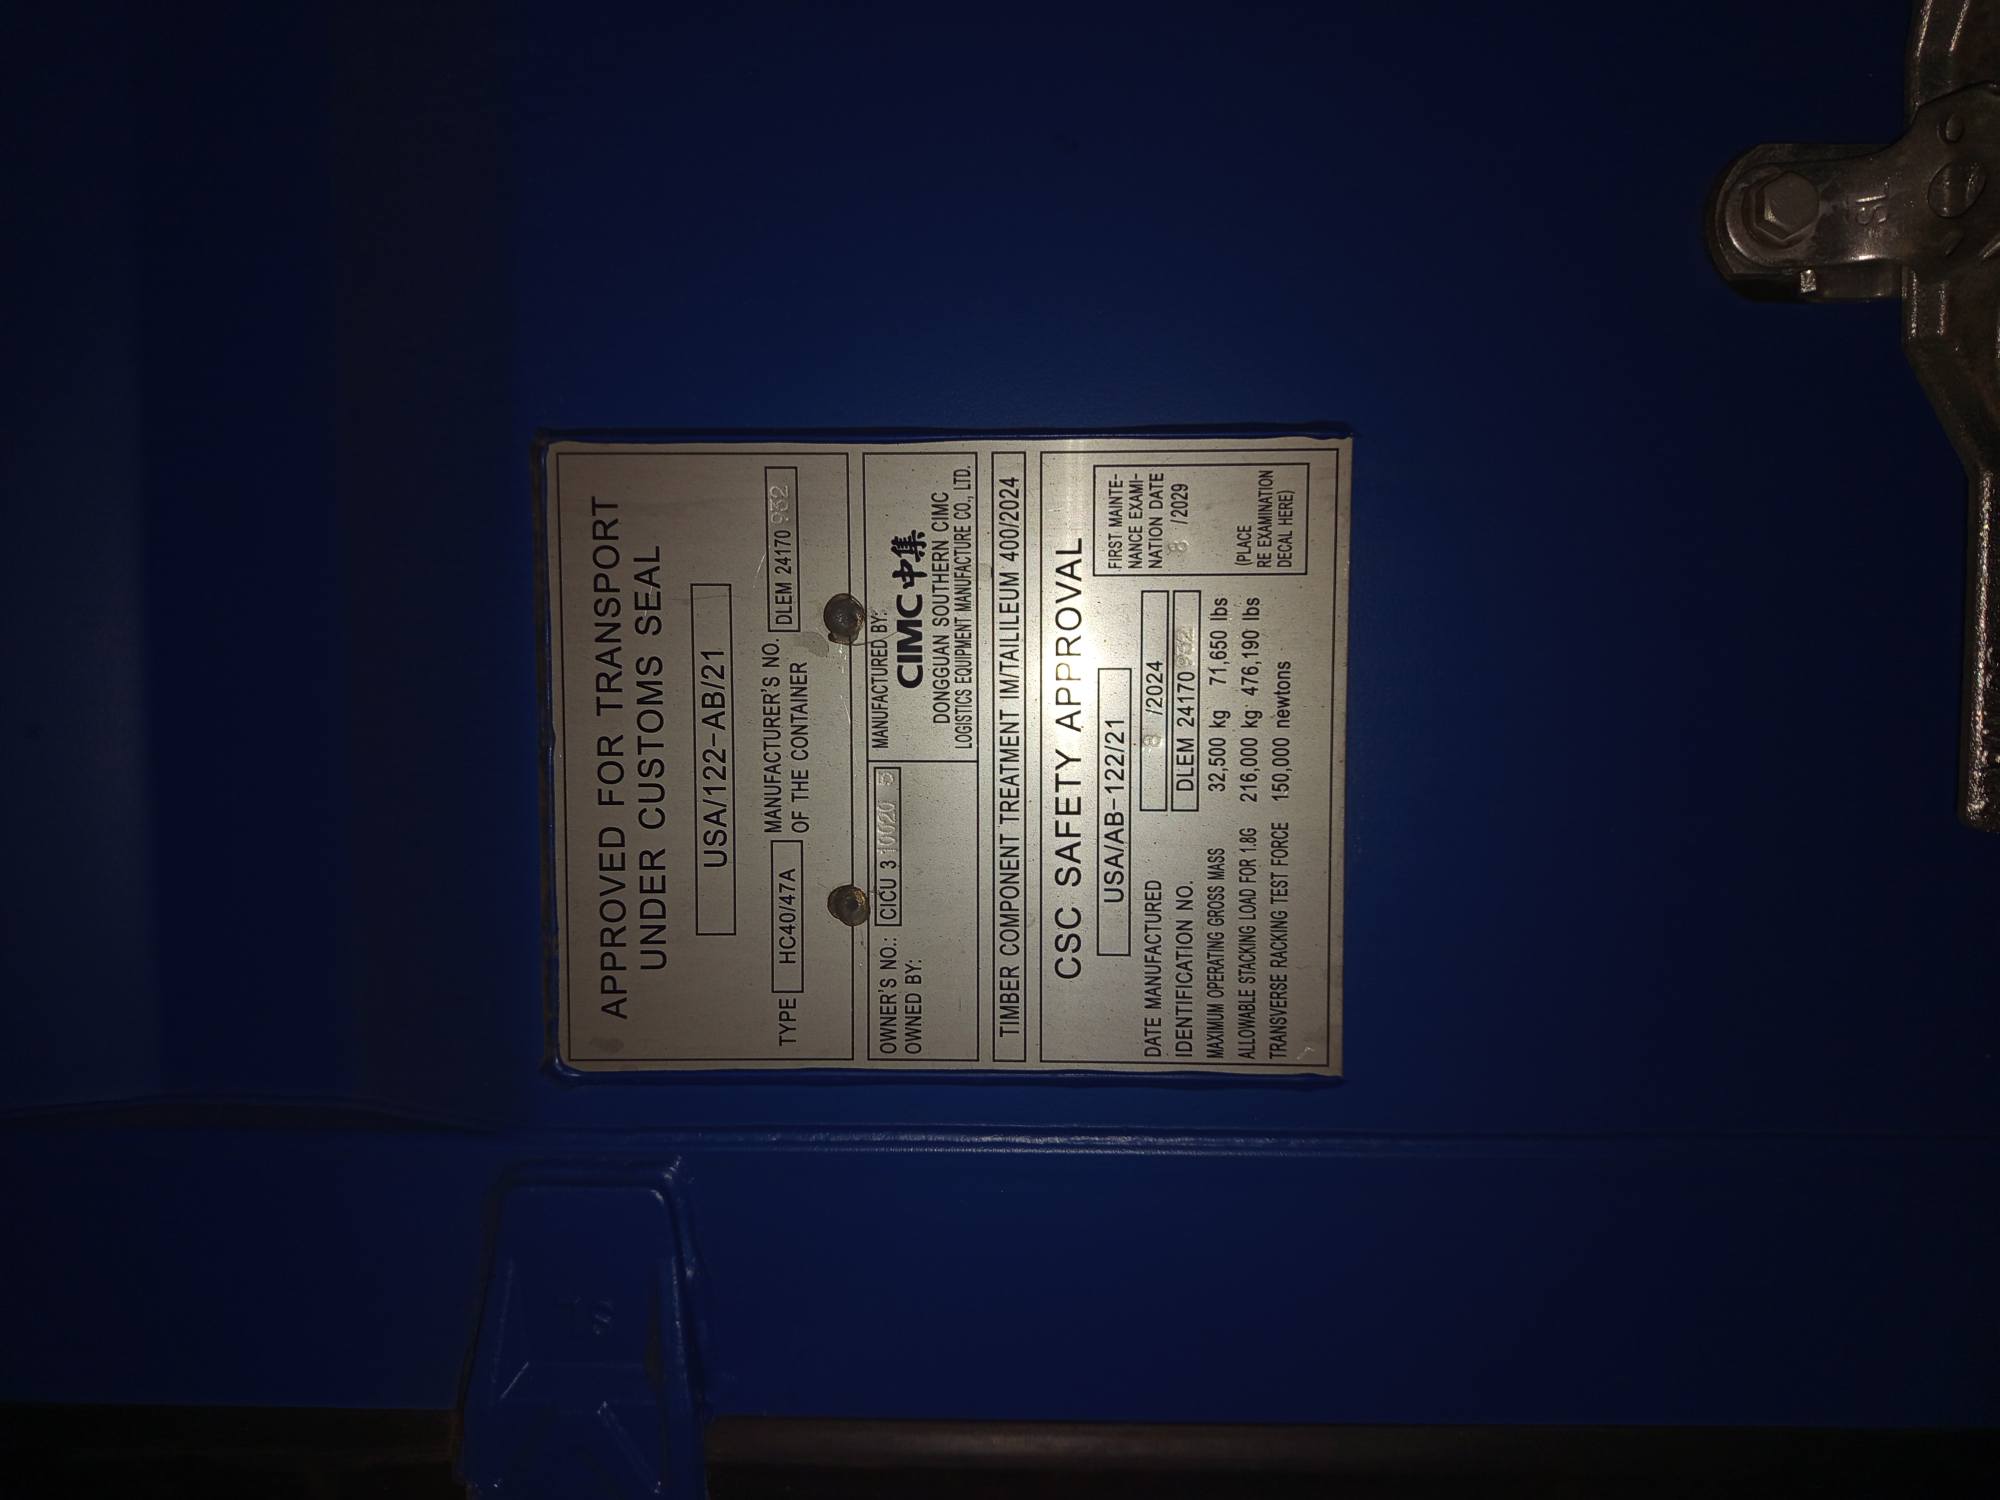 APPROVED FOR TRANSPORT
UNDER CUSTOMS SEAL
USA/122-AB/21
TYPE HC40/47A MANUFACTURER'S NO.
OF THE CONTAINER DLEM 24170 932
OWNER'S NO.: CICU 3 10020 5
OWNED BY:
MANUFACTURED BY:
CIMC 中集
DONGGUAN SOUTHERN CIMC
LOGISTICS EQUIPMENT MANUFACTURE CO., LTD.
TIMBER COMPONENT TREATMENT IM/TAILILEUM 400/2024
CSC SAFETY APPROVAL
USA/AB-122/21
DATE MANUFACTURED 8 /2024
IDENTIFICATION NO. DLEM 24170 932
MAXIMUM OPERATING GROSS MASS 32,500 kg 71,650 lbs
ALLOWABLE STACKING LOAD FOR 1.8G 216,000 kg 476,190 lbs
TRANSVERSE RACKING TEST FORCE 150,000 newtons
FIRST MAINTE-
NANCE EXAMI-
NATION DATE
8 /2029
(PLACE
RE EXAMINATION
DECAL HERE)
SL